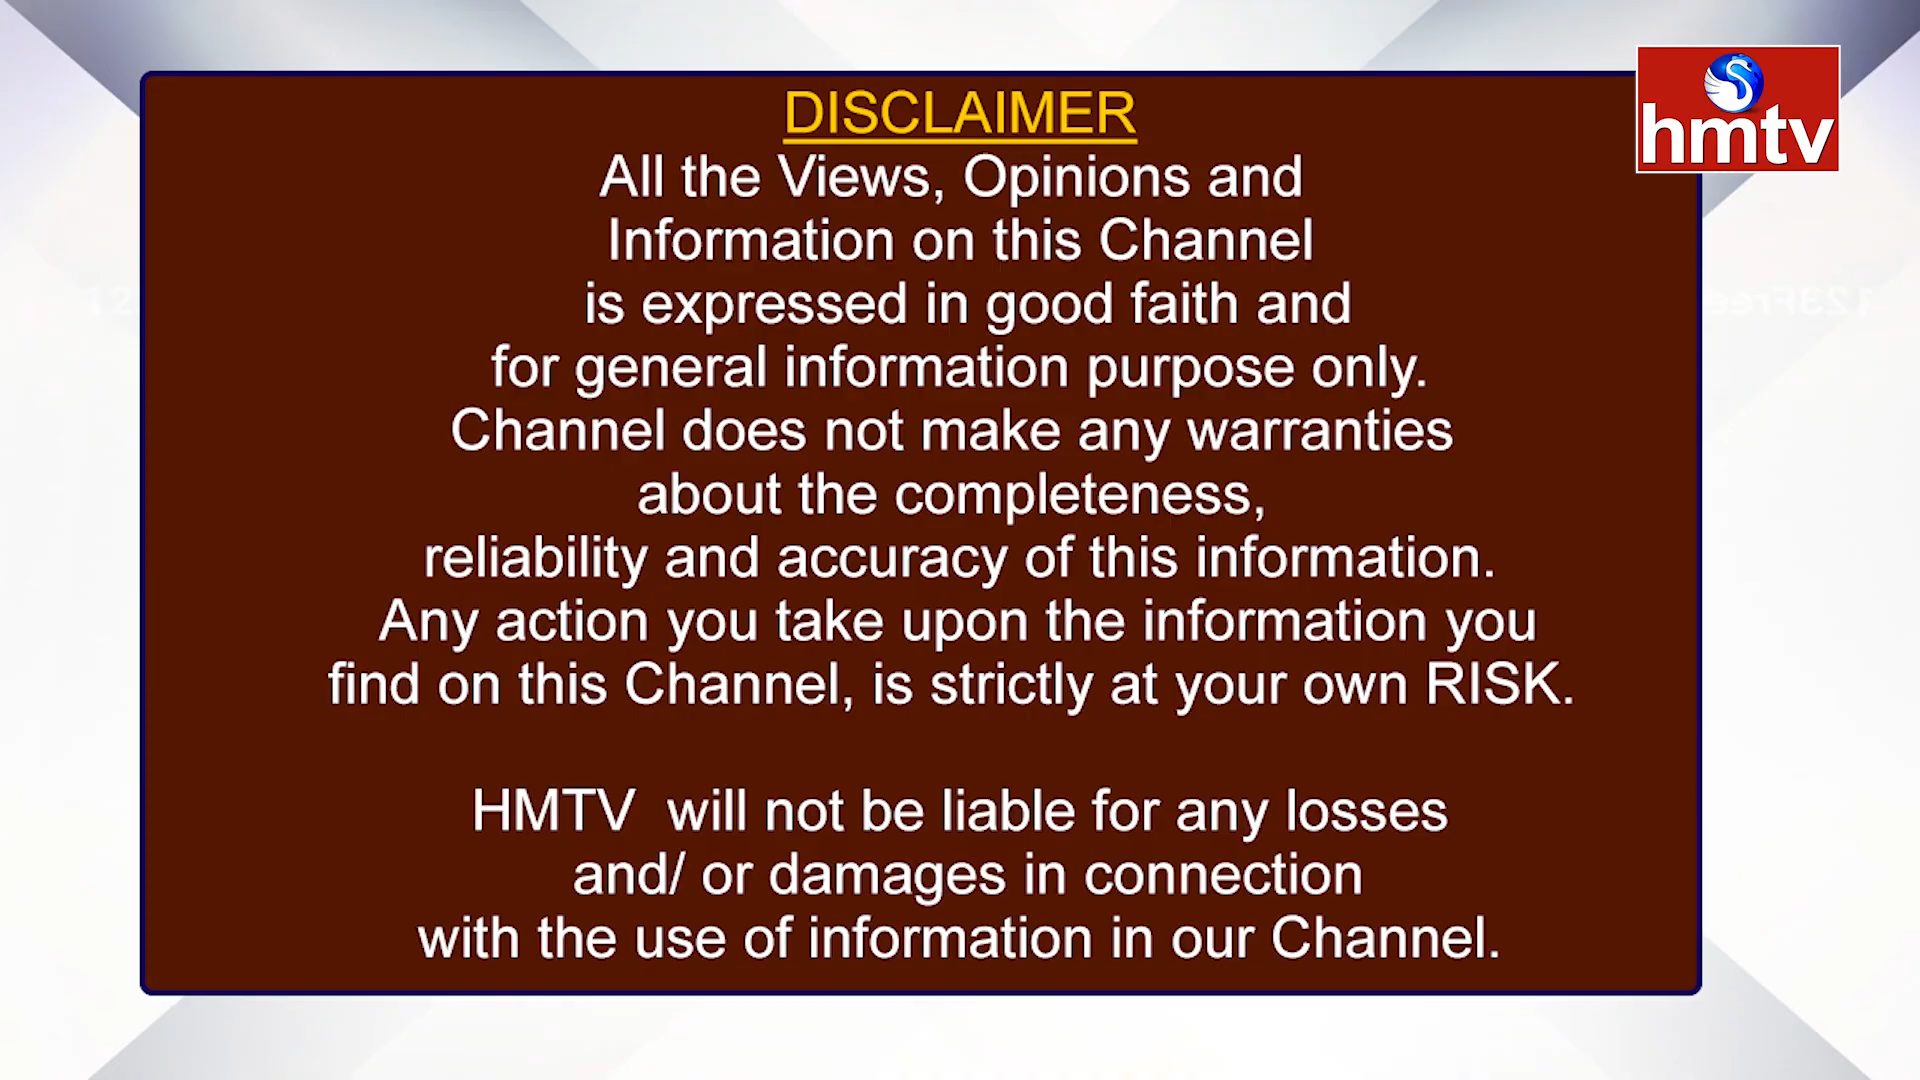 hmtv
DISCLAIMER
All the Views, Opinions and
Information on this Channel
is expressed in good faith and
for general information purpose only.
Channel does not make any warranties
about the completeness,
reliability and accuracy of this information.
Any action you take upon the information you
find on this Channel, is strictly at your own RISK.
HMTV will not be liable for any losses
and/ or damages in connection
with the use of information in our Channel.